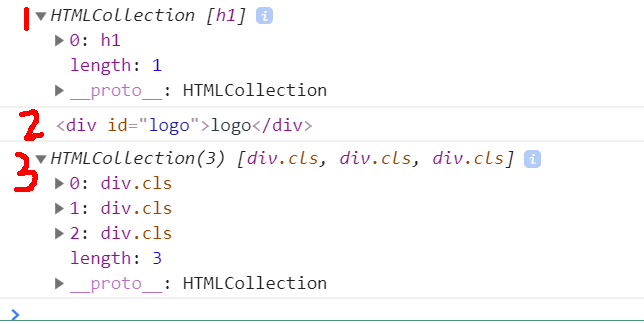 1 ▼HTMLCollection [h1] i
▶0: h1
length: 1
▶__proto__: HTMLCollection
2 <div id="logo">logo</div>
3 ▼HTMLCollection(3) [div.cls, div.cls, div.cls] i
▶0: div.cls
▶1: div.cls
▶2: div.cls
length: 3
▶__proto__: HTMLCollection
>